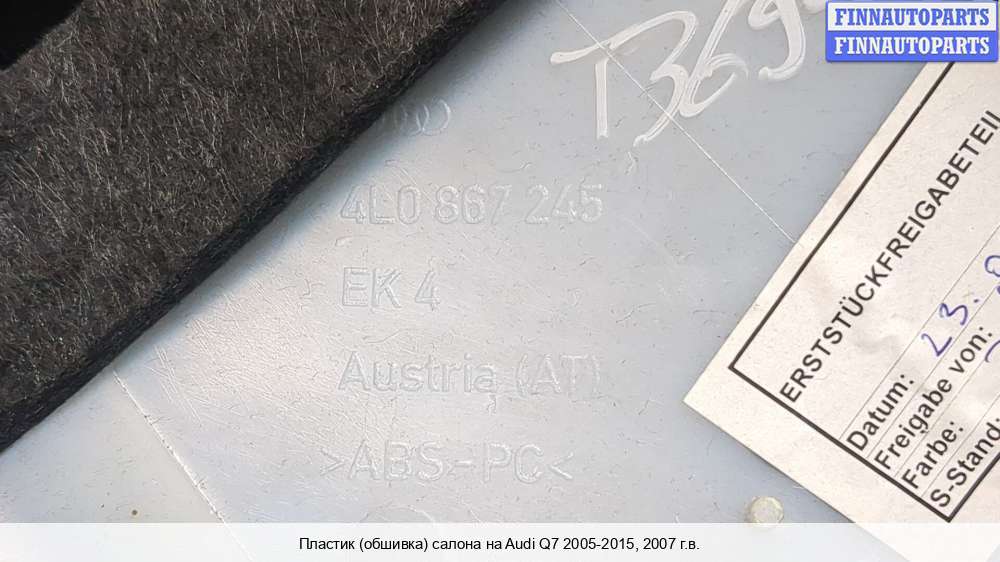 FINNAUTOPARTS
FINNAUTOPARTS
4L0 867 245
EK 4
Austria (AT)
>ABS-PC<
ERSTSTÜCKFREIGABETEIL
Datum: 23.
Freigabe von:
Farbe:
S-Stand:
Пластик (обшивка) салона на Audi Q7 2005-2015, 2007 г.в.